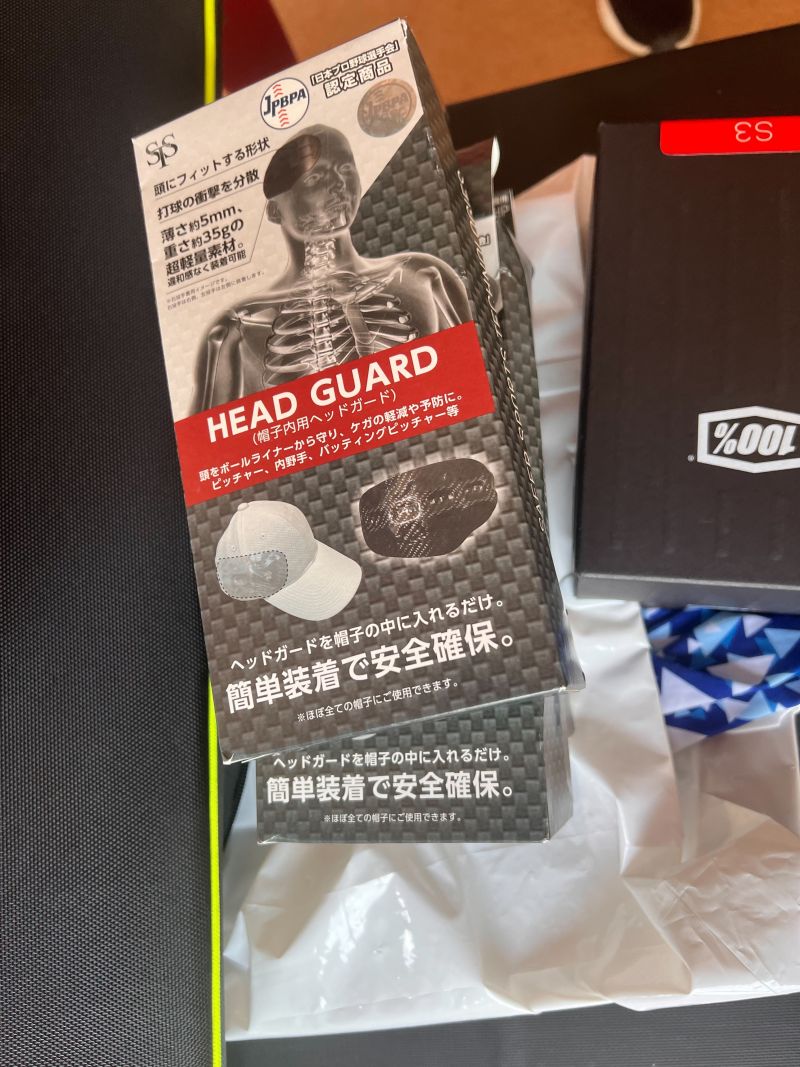 「日本プロ野球選手会」
認定商品
JPBPA
JPBPA
SFS
頭にフィットする形状
打球の衝撃を分散
薄さ約5mm、
重さ約35gの
超軽量素材。
違和感なく装着可能
HEAD GUARD
(帽子内用ヘッドガード)
頭をボールライナーから守り、ケガの軽減や予防に。
ピッチャー、内野手、バッティングピッチャー等
ヘッドガードを帽子の中に入れるだけ。
簡単装着で安全確保。
※ほぼ全ての帽子にご使用できます。
ヘッドガードを帽子の中に入れるだけ。
簡単装着で安全確保。
※ほぼ全ての帽子にご使用できます。
S3
100%